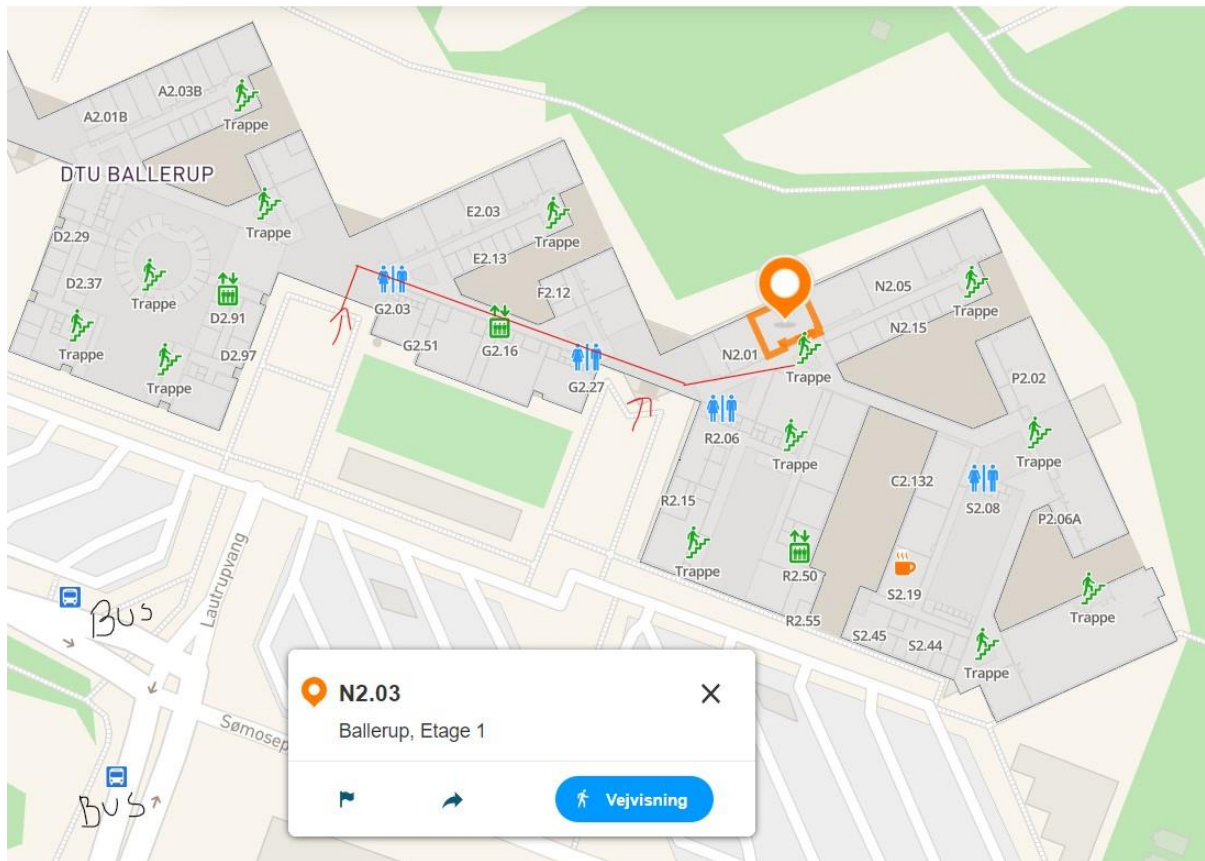 A2.03B
A2.01B
Trappe
DTU BALLERUP
Trappe
E2.03
Trappe
D2.29
E2.13
D2.37
Trappe
F2.12
N2.05
Trappe
D2.91
G2.03
N2.15
Trappe
D2.97
G2.51
G2.16
N2.01
Trappe
Trappe
G2.27
P2.02
R2.06
Trappe
Trappe
C2.132
R2.15
S2.08
P2.06A
Trappe
R2.50
S2.19
Lautrupvang
BUS
Trappe
R2.55
S2.45
S2.44
Trappe
N2.03
Ballerup, Etage 1
Sømosep
BUS
Vejvisning